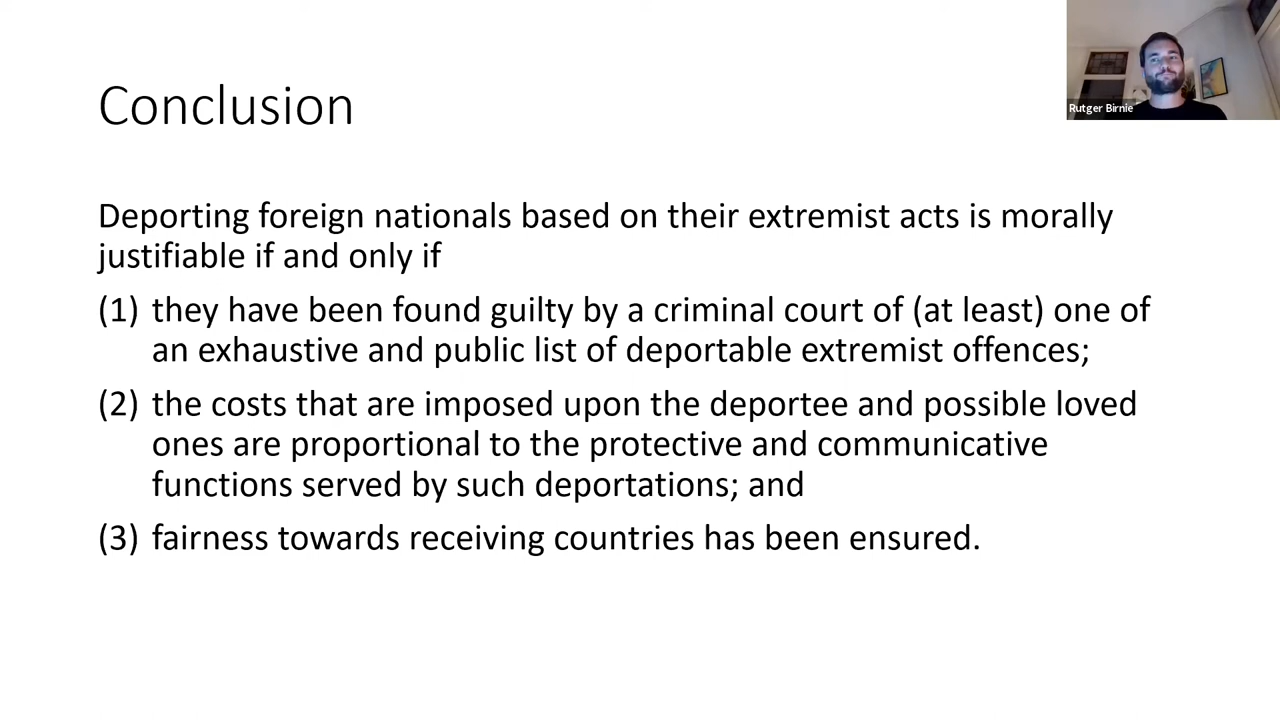 Conclusion
Rutger Birnie
Deporting foreign nationals based on their extremist acts is morally
justifiable if and only if
(1) they have been found guilty by a criminal court of (at least) one of
an exhaustive and public list of deportable extremist offences;
(2) the costs that are imposed upon the deportee and possible loved
ones are proportional to the protective and communicative
functions served by such deportations; and
(3) fairness towards receiving countries has been ensured.